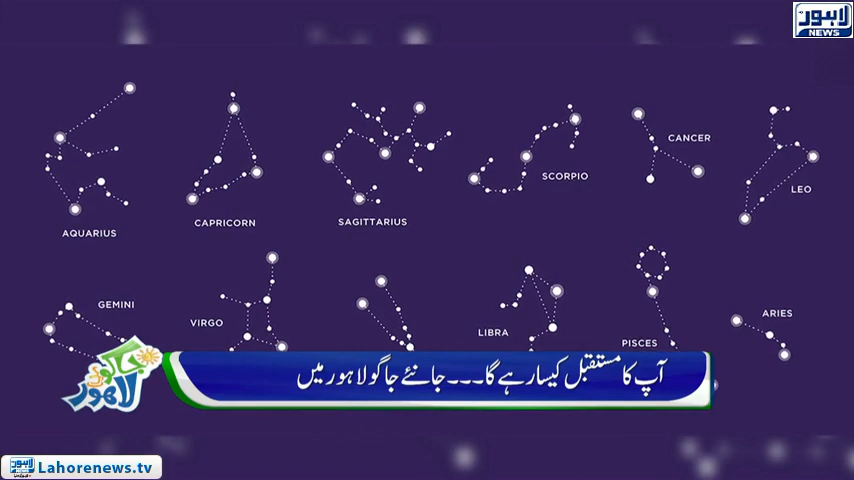 لاہور
NEWS
CANCER
SCORPIO
LEO
CAPRICORN
SAGITTARIUS
AQUARIUS
GEMINI
VIRGO
LIBRA
PISCES
ARIES
جاگو لاہور
آپ کا مستقبل کیسا رہے گا۔۔۔جانئے جاگو لاہور میں
Lahorenews.tv